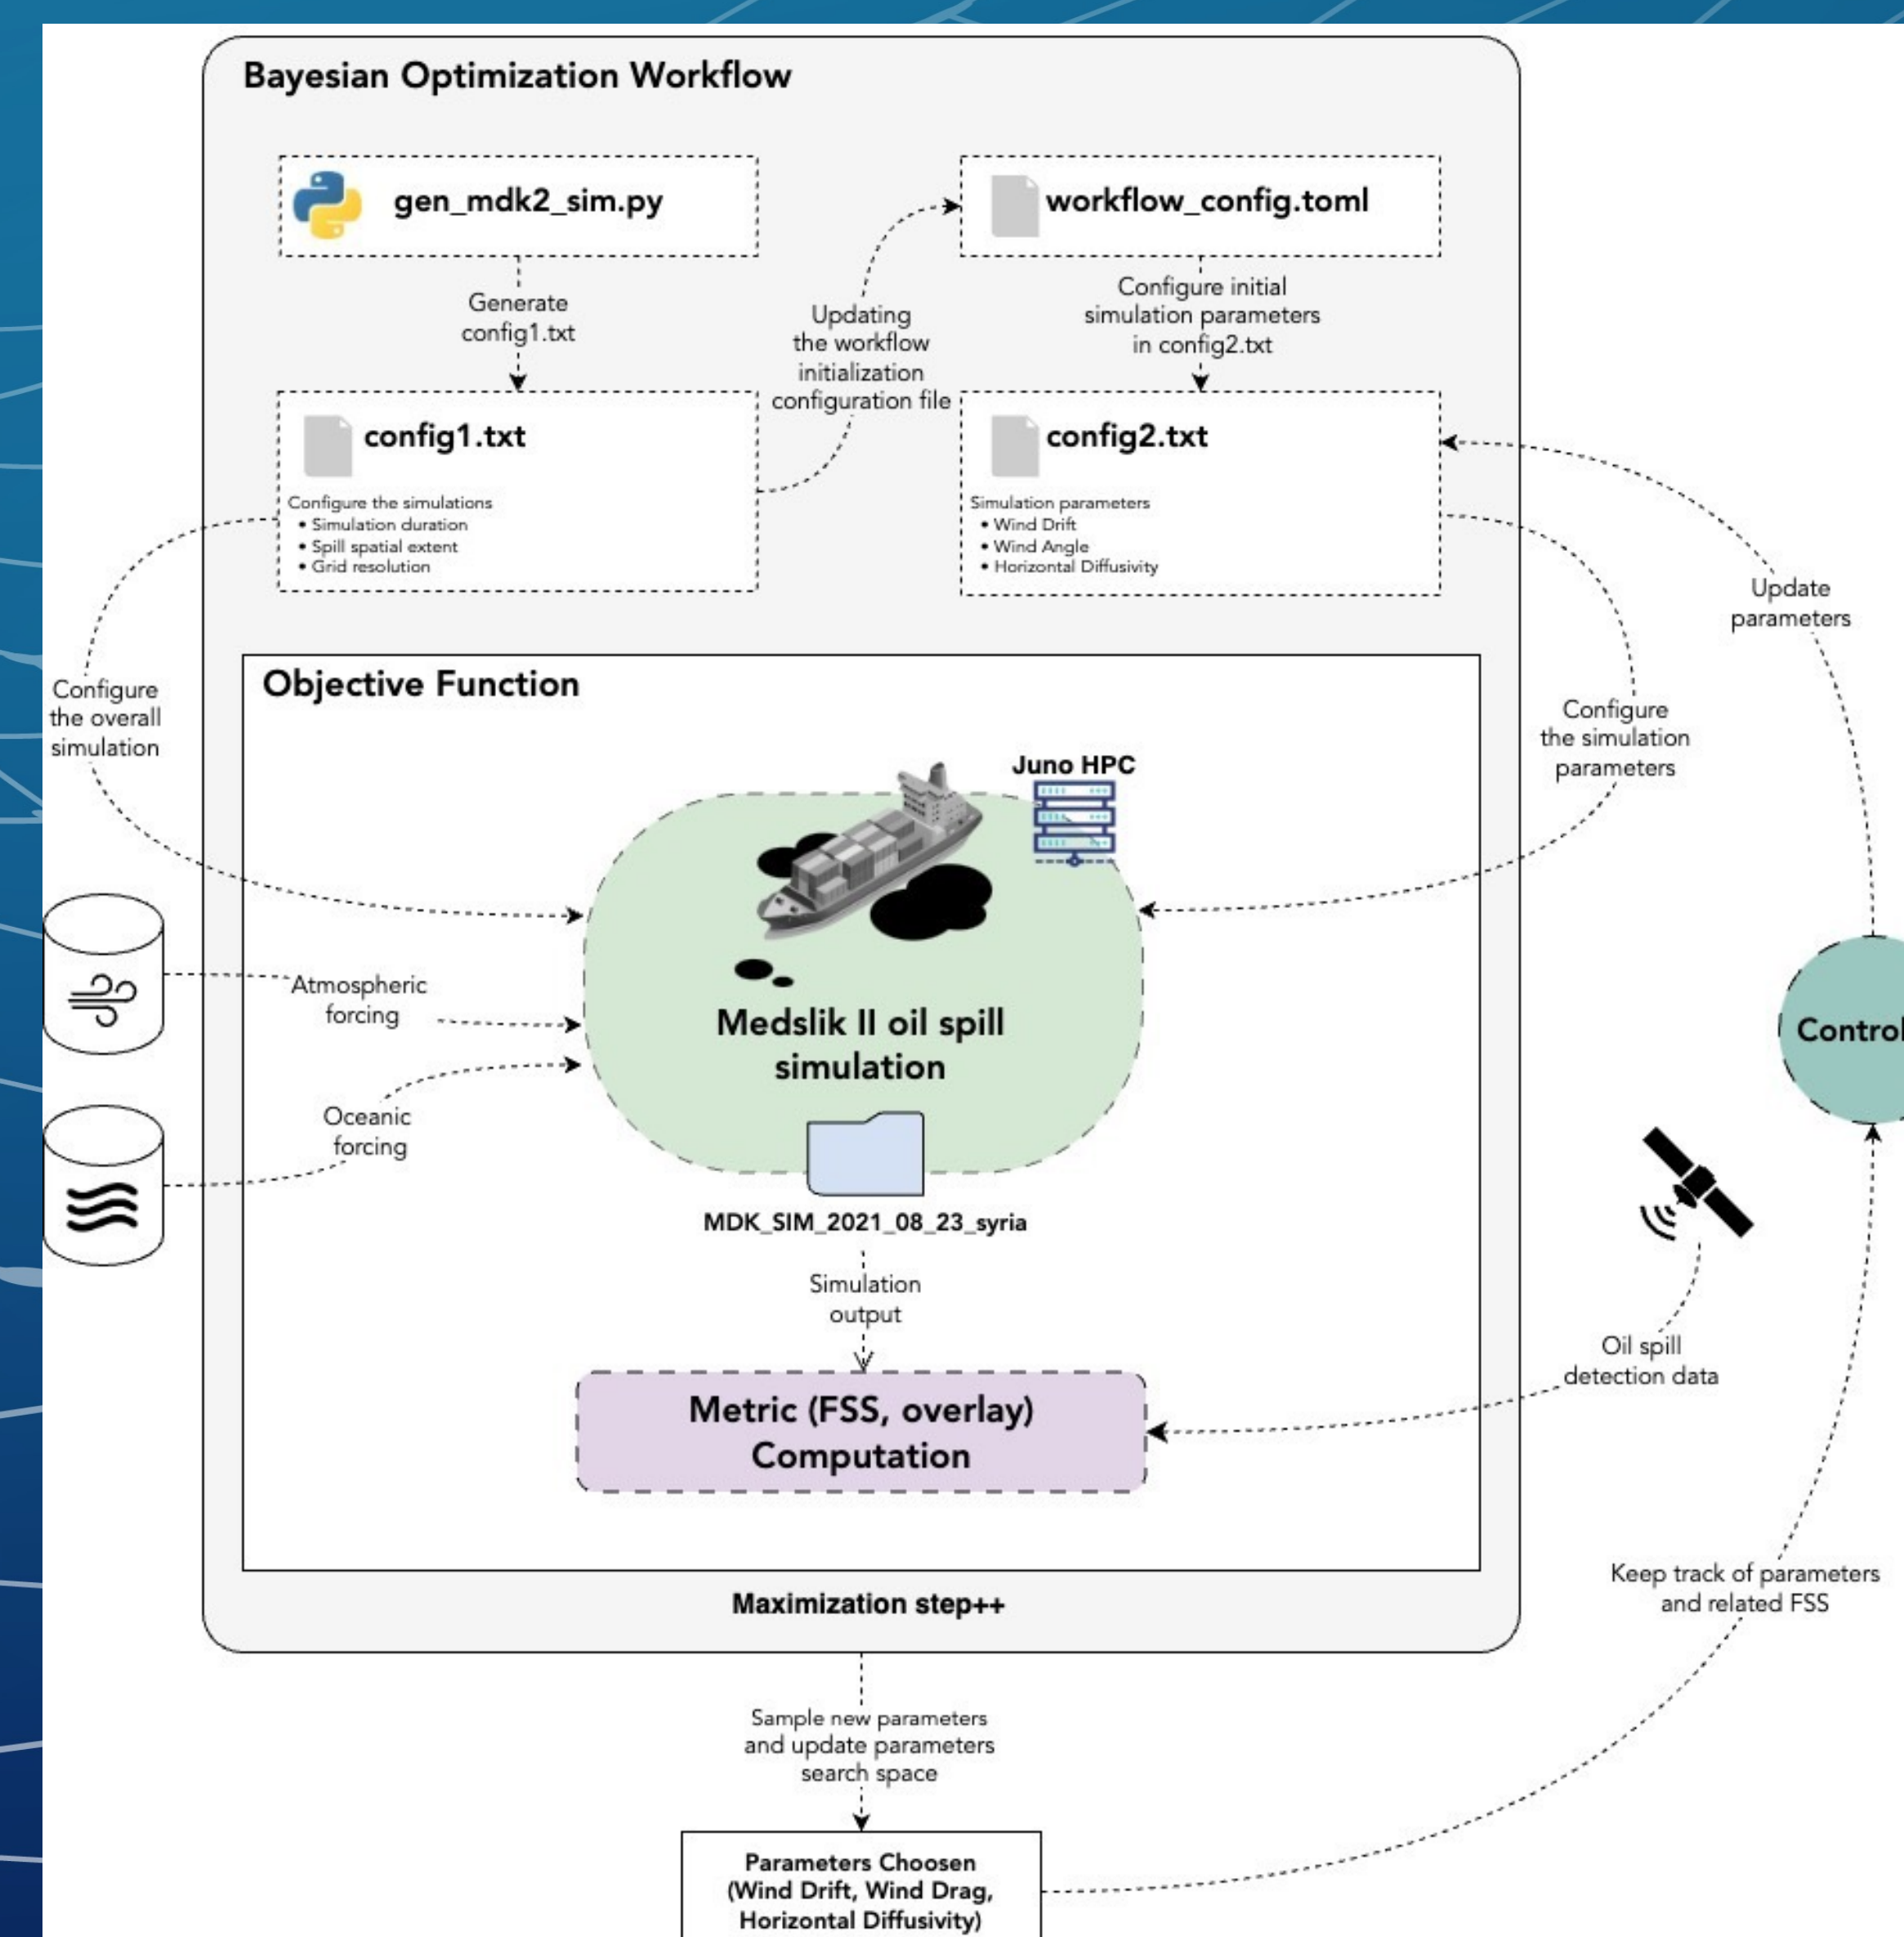 Bayesian Optimization Workflow
gen_mdk2_sim.py
workflow_config.toml
Generate
config1.txt
Updating
the workflow
initialization
configuration file
Configure initial
simulation parameters
in config2.txt
config1.txt
Configure the simulations
• Simulation duration
• Spill spatial extent
• Grid resolution
config2.txt
Simulation parameters
• Wind Drift
• Wind Angle
• Horizontal Diffusivity
Update
parameters
Configure
the overall
simulation
Configure
the simulation
parameters
Objective Function
Juno HPC
Atmospheric
forcing
Oceanic
forcing
Medslik II oil spill
simulation
MDK_SIM_2021_08_23_syria
Control
Simulation
output
Oil spill
detection data
Metric (FSS, overlay)
Computation
Keep track of parameters
and related FSS
Maximization step++
Sample new parameters
and update parameters
search space
Parameters Choosen
(Wind Drift, Wind Drag,
Horizontal Diffusivity)